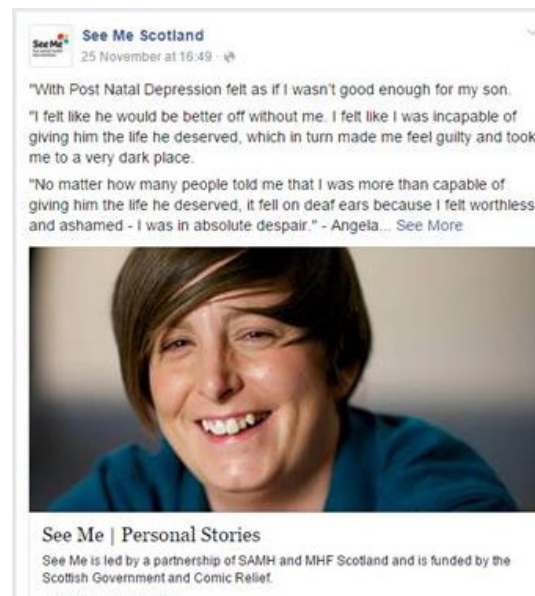 See Me
See Me Scotland
25 November at 16:49
"With Post Natal Depression felt as if I wasn't good enough for my son.
"I felt like he would be better off without me. I felt like I was incapable of
giving him the life he deserved, which in turn made me feel guilty and took
me to a very dark place.
"No matter how many people told me that I was more than capable of
giving him the life he deserved, it fell on deaf ears because I felt worthless
and ashamed - I was in absolute despair." - Angela... See More
See Me | Personal Stories
See Me is led by a partnership of SAMH and MHF Scotland and is funded by the
Scottish Government and Comic Relief.